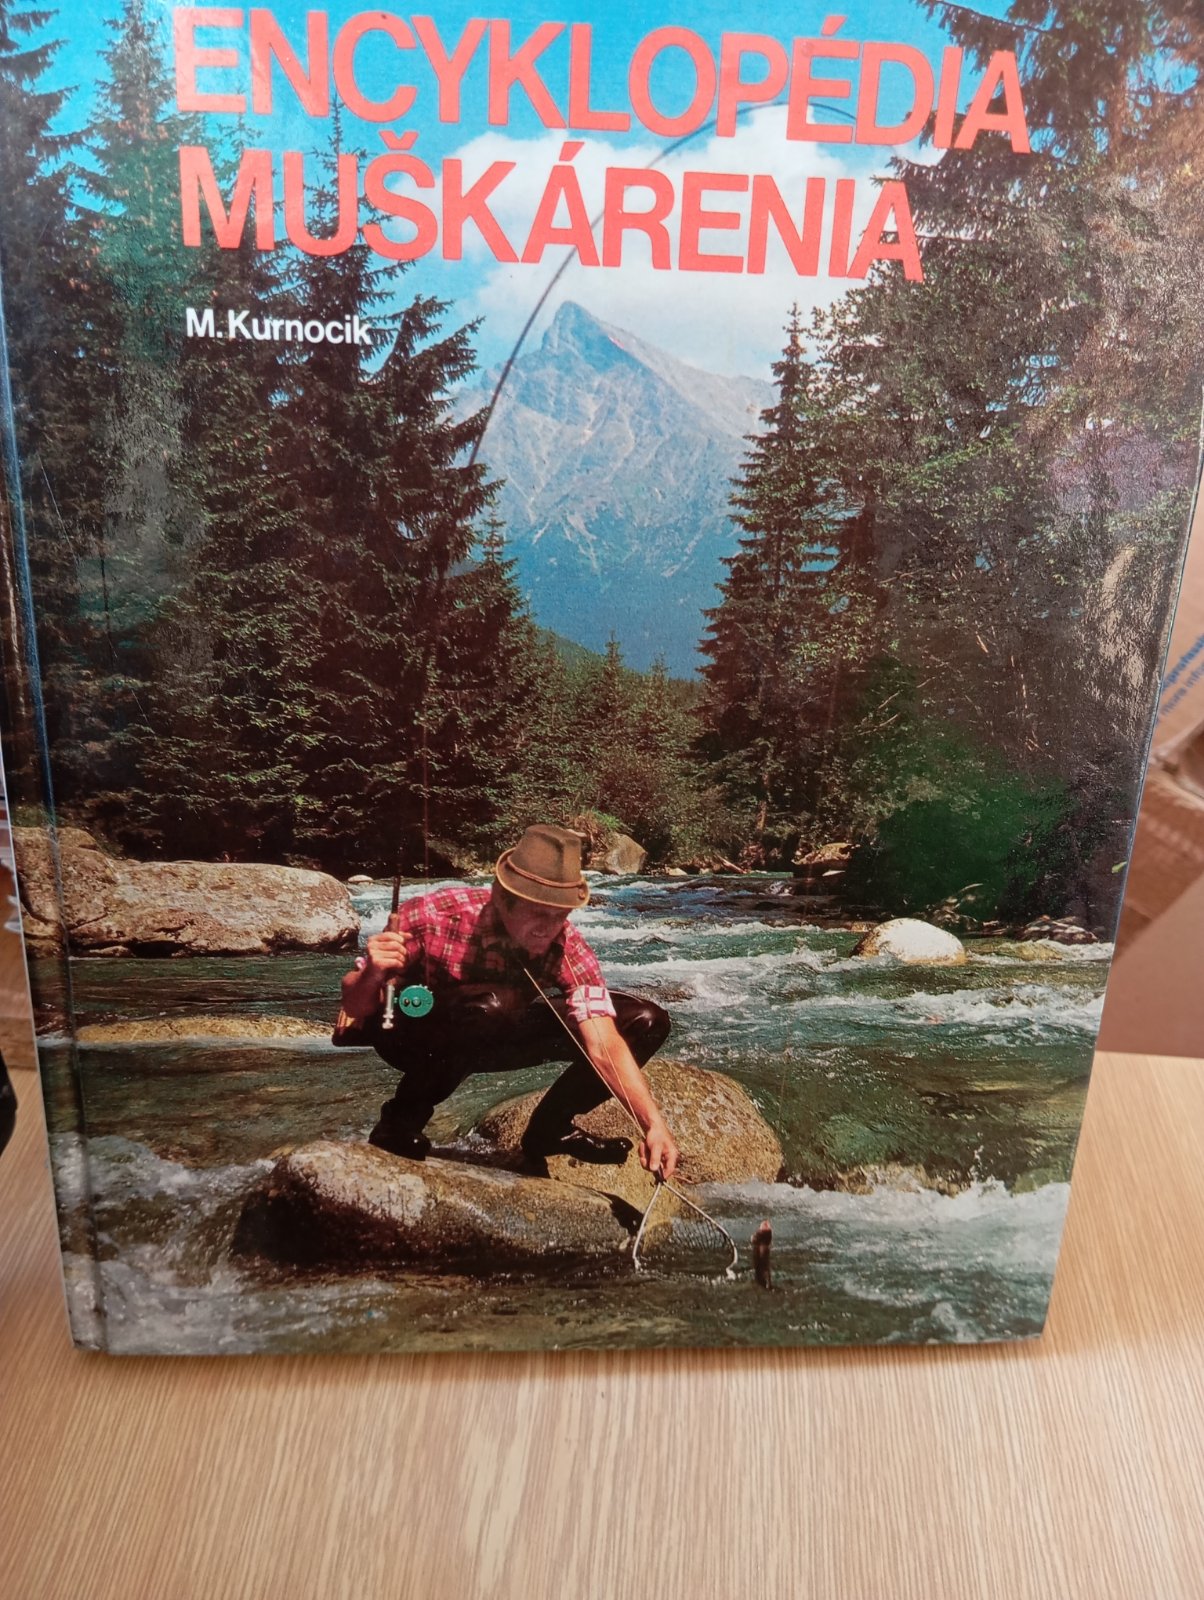 ENCYKLOPÉDIA
MUŠKÁRENIA
M. Kurnocik